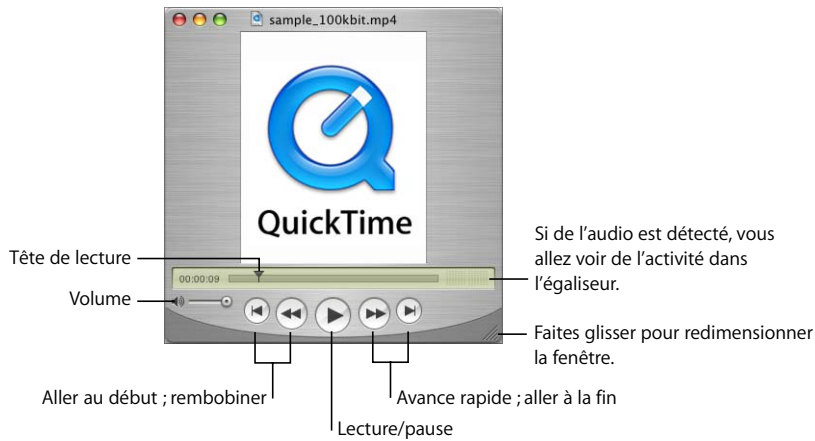 sample_100kbit.mp4
QuickTime
Tête de lecture
00:00:09
Volume
Si de l'audio est détecté, vous
allez voir de l'activité dans
l'égaliseur.
Faites glisser pour redimensionner
la fenêtre.
Aller au début ; rembobiner
Avance rapide ; aller à la fin
Lecture/pause